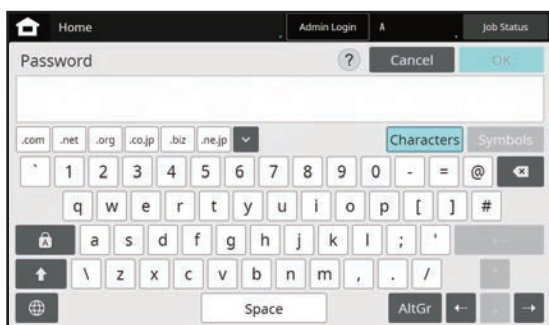 Home Admin Login A Job Status
Password ? Cancel OK
.com .net .org .co.jp .biz .ne.jp Characters Symbols
` 1 2 3 4 5 6 7 8 9 0 - = @
q w e r t y u i o p [ ] #
A a s d f g h j k l ; '
\ z x c v b n m , . /
Space AltGr